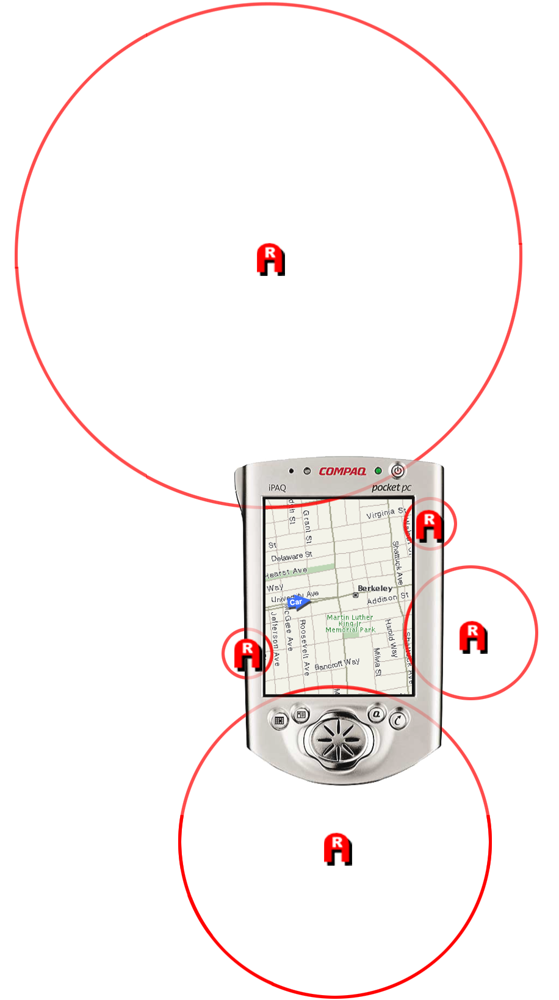 R
COMPAQ
iPAQ
pocket pc
Grant St
Virginia St
R
St
Delaware St
Shattuck Ave
Hearst Ave
Way
Berkeley
University Ave
Addison St
Car
Martin Luther
King Jr
Memorial Park
McGee Ave
Jefferson Ave
Roosevelt Ave
Harold Way
Shattuck Ave
R
R
Milvia St
Bancroft Way
M
a
R